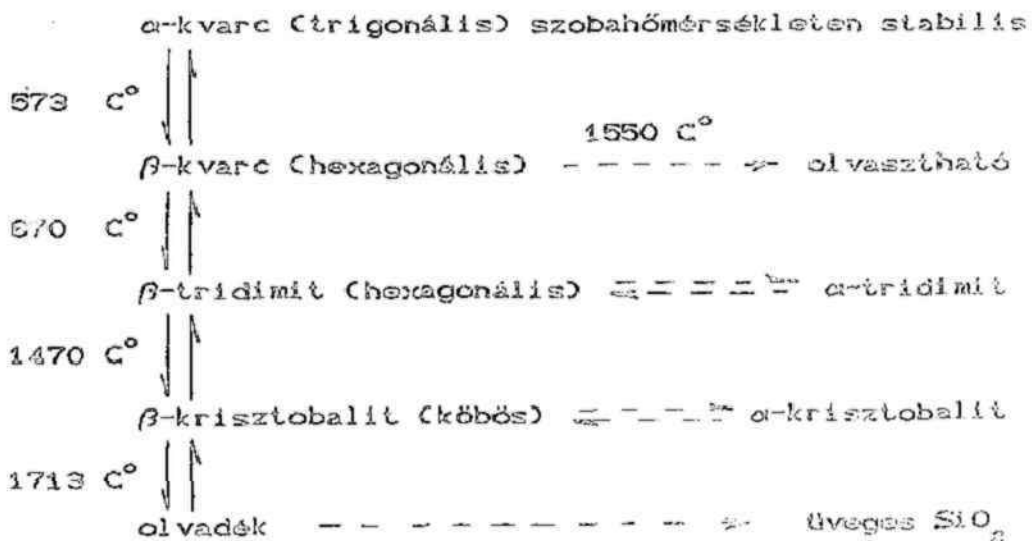 α-kvarc (trigonális) szobahőmérsékleten stabilis
573 C°
1550 C°
β-kvarc (hexagonális) olvasztható
870 C°
β-tridimit (hexagonális) α-tridimit
1470 C°
β-krisztobalit (köbös) α-krisztobalit
1713 C°
olvadék üveges SiO₂